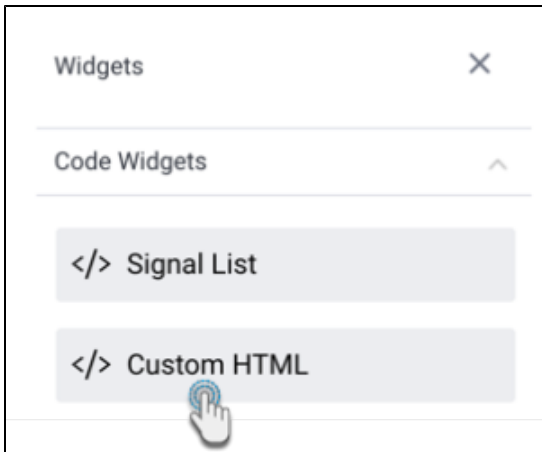 Widgets
Code Widgets
</> Signal List
</> Custom HTML